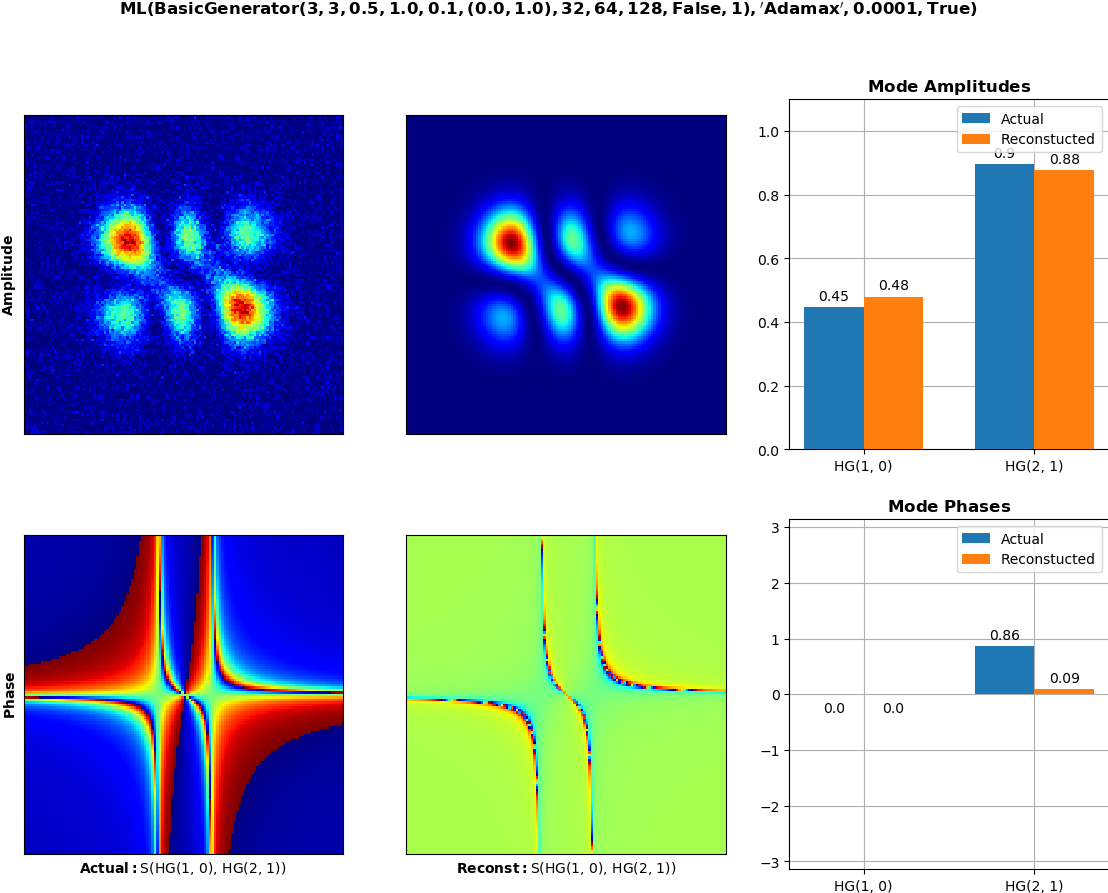 ML(BasicGenerator(3, 3, 0.5, 1.0, 0.1, (0.0, 1.0), 32, 64, 128, False, 1), ′Adamax′, 0.0001, True)
Mode Amplitudes
Actual
Reconstucted
1.0
0.8
0.6
0.4
0.2
0.0
0.45
0.48
0.9
0.88
HG(1, 0)
HG(2, 1)
Amplitude
Mode Phases
Actual
Reconstucted
3
2
1
0
−1
−2
−3
0.0
0.0
0.86
0.09
HG(1, 0)
HG(2, 1)
Phase
Actual: S(HG(1, 0), HG(2, 1))
Reconst: S(HG(1, 0), HG(2, 1))